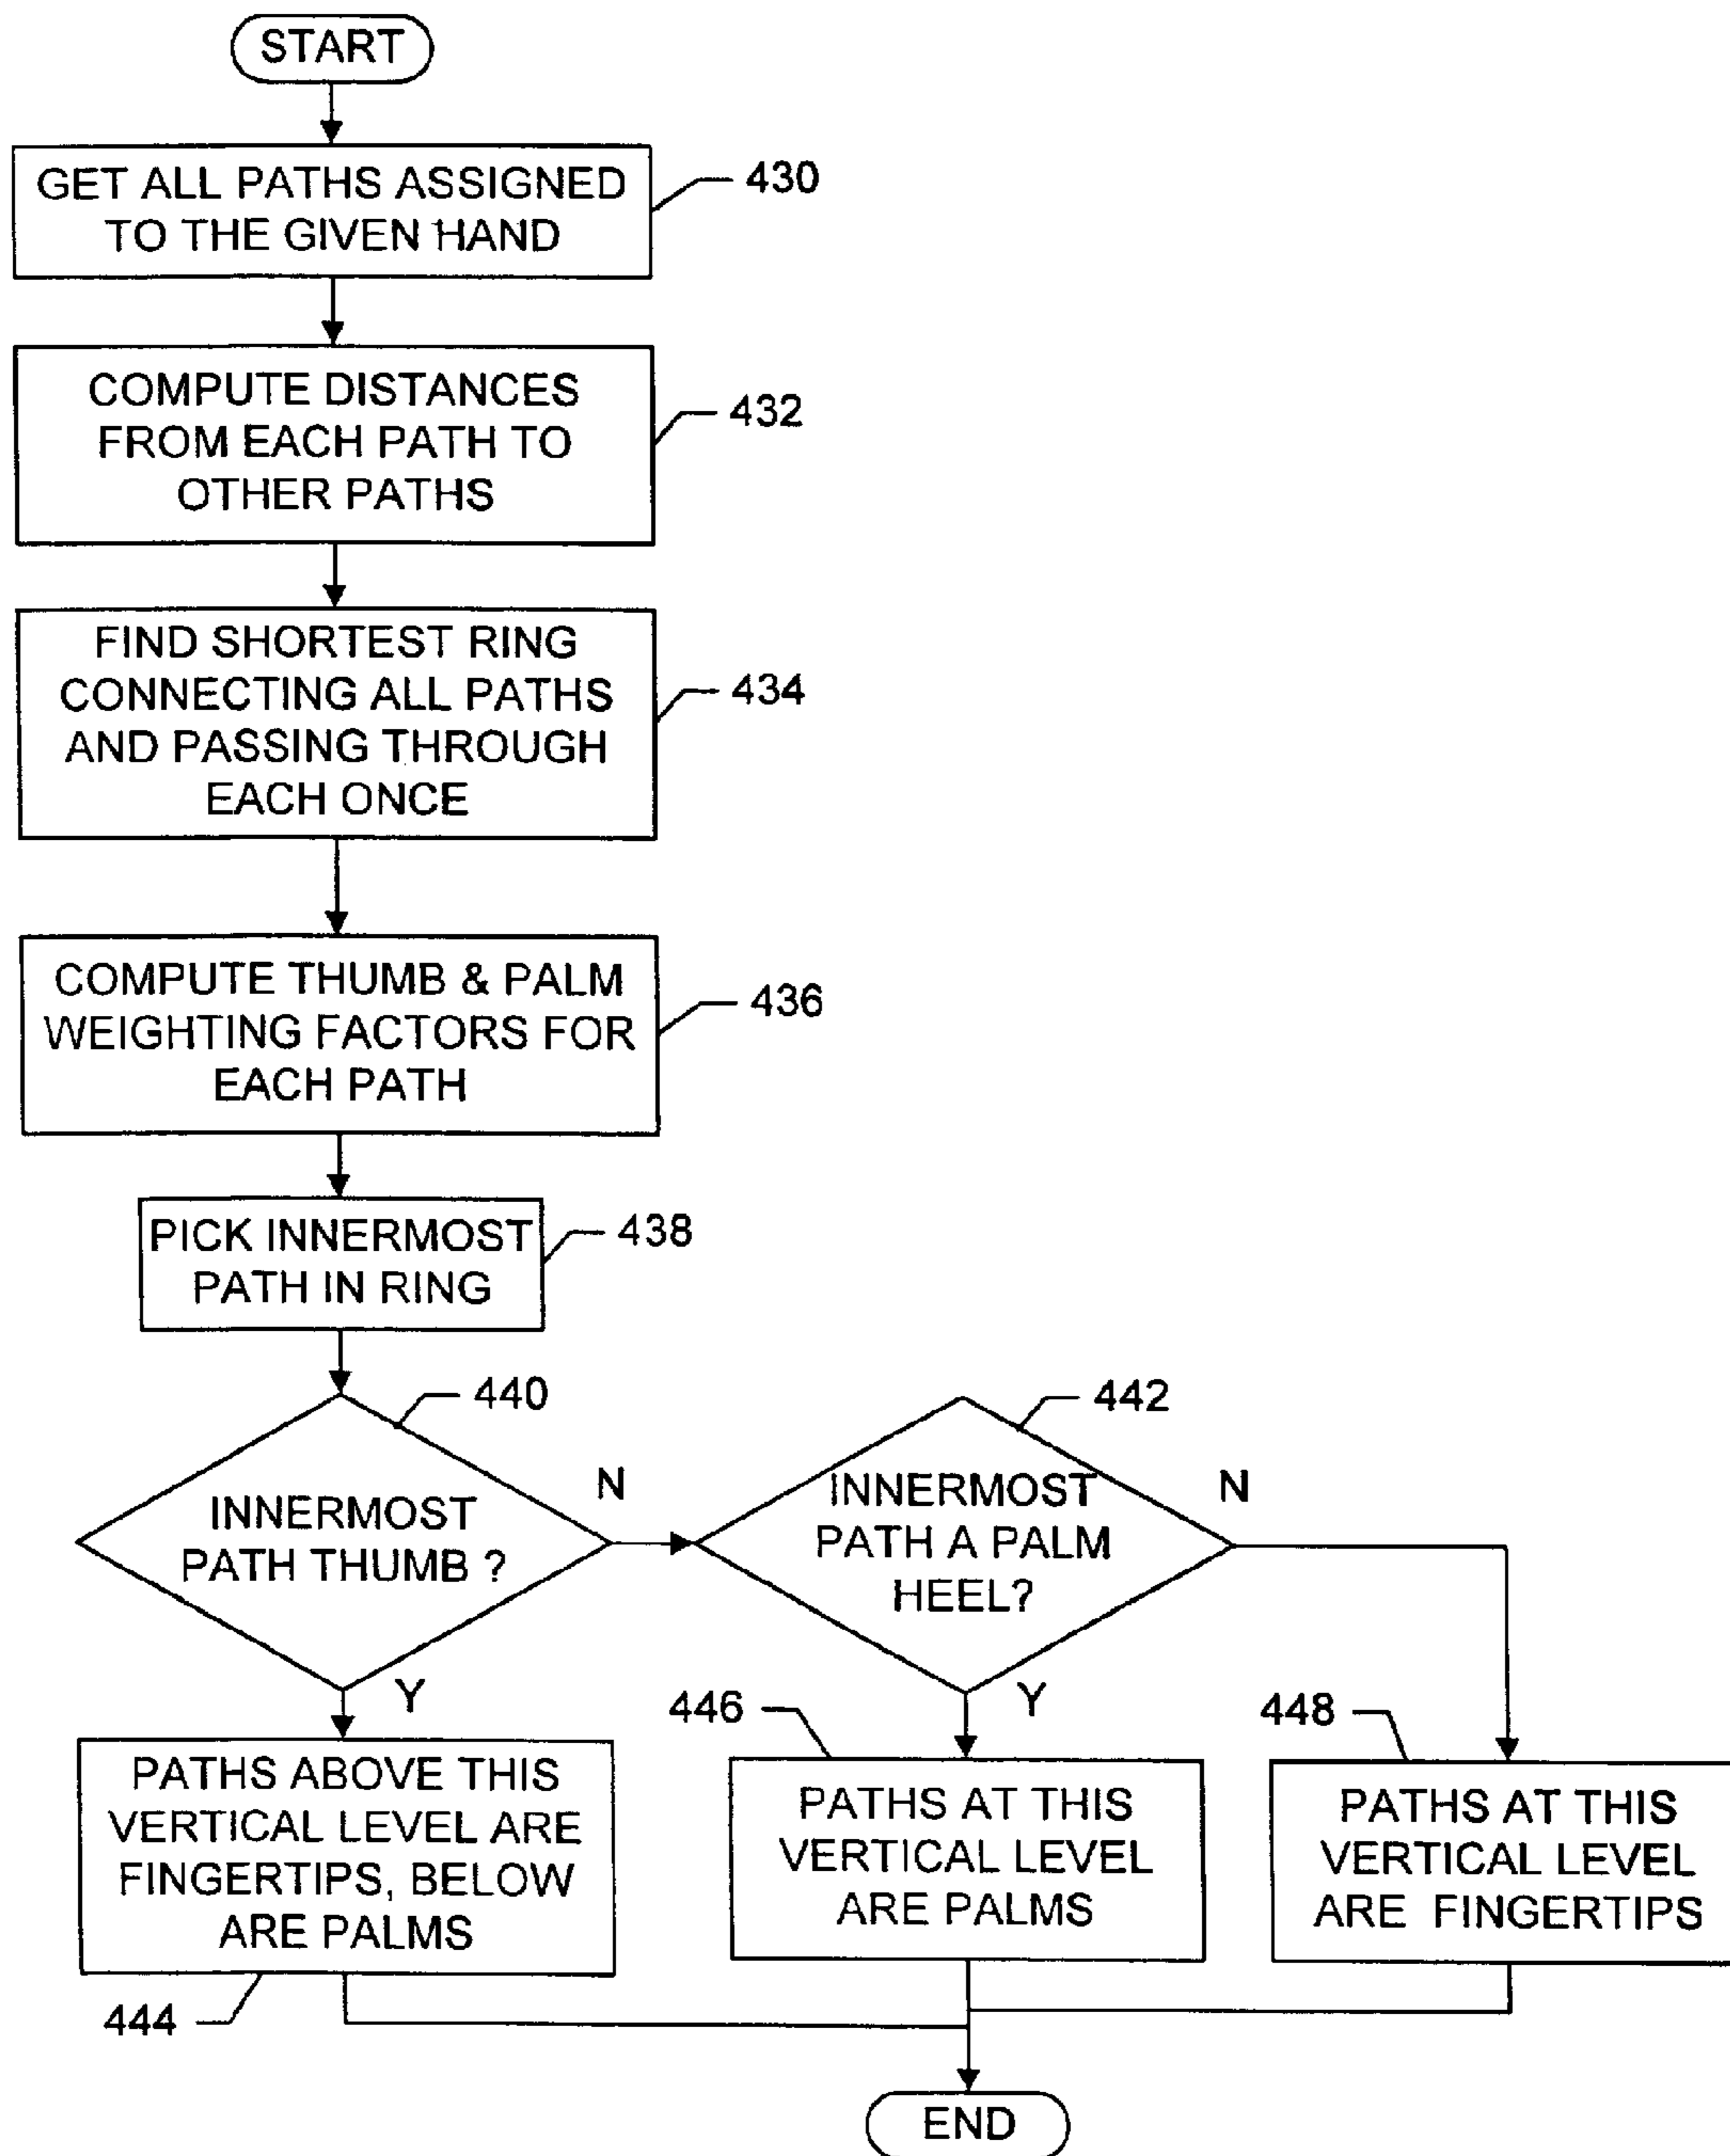 START
GET ALL PATHS ASSIGNED
TO THE GIVEN HAND
430
COMPUTE DISTANCES
FROM EACH PATH TO
OTHER PATHS
432
FIND SHORTEST RING
CONNECTING ALL PATHS
AND PASSING THROUGH
EACH ONCE
434
COMPUTE THUMB & PALM
WEIGHTING FACTORS FOR
EACH PATH
436
PICK INNERMOST
PATH IN RING
438
440
INNERMOST
PATH THUMB ?
N
Y
442
INNERMOST
PATH A PALM
HEEL?
N
Y
PATHS ABOVE THIS
VERTICAL LEVEL ARE
FINGERTIPS, BELOW
ARE PALMS
444
446
PATHS AT THIS
VERTICAL LEVEL
ARE PALMS
448
PATHS AT THIS
VERTICAL LEVEL
ARE FINGERTIPS
END